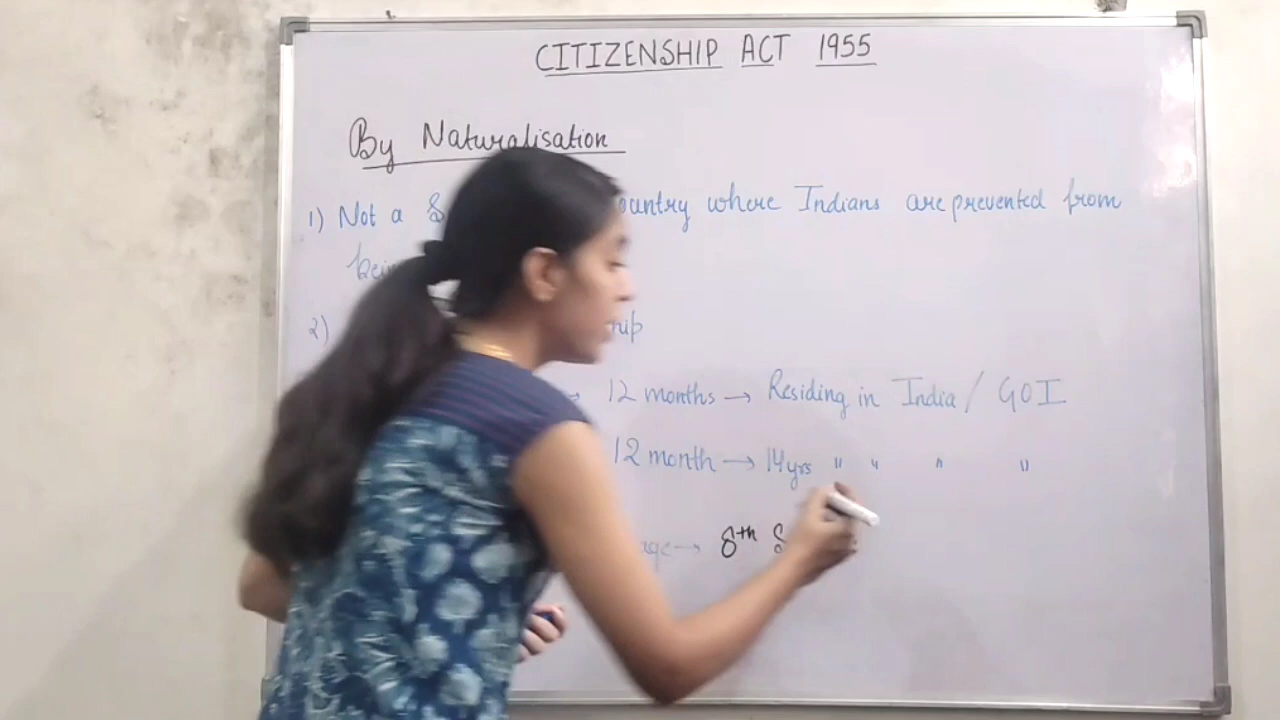 CITIZENSHIP ACT 1955
By Naturalisation
1) Not a where Indians are prevented from
2)
→ 12 months → Residing in India / GOI
12 month → 14yrs " " " "
→ 8th